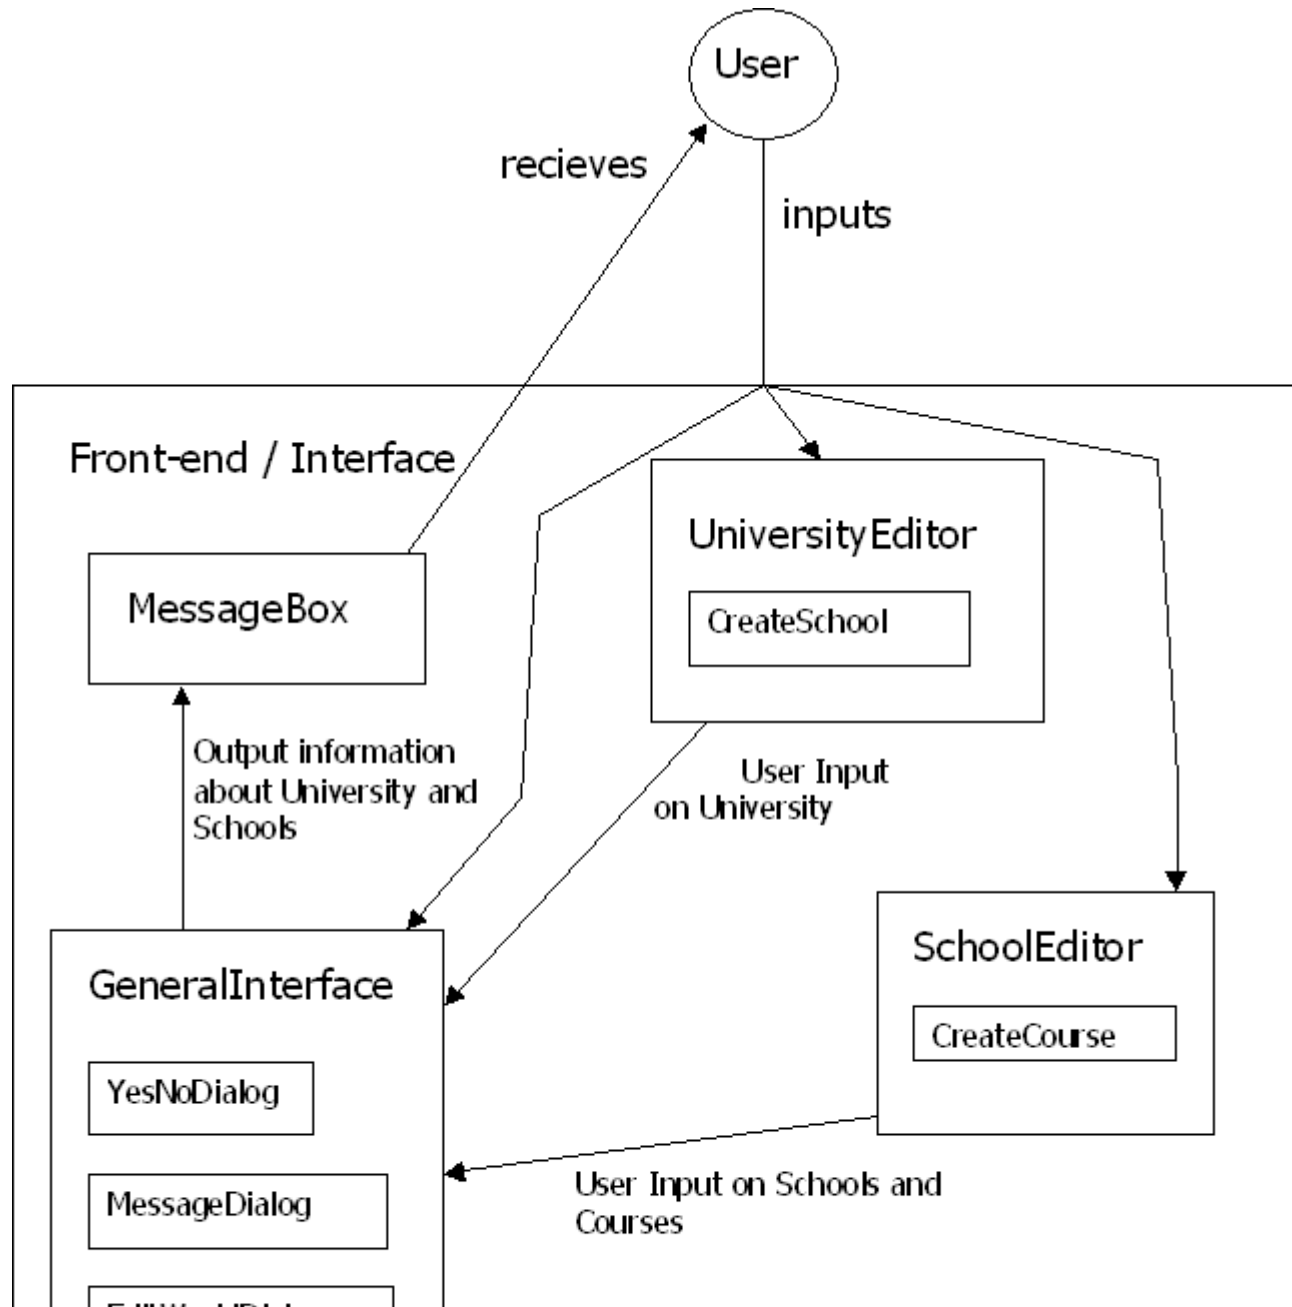 User
recieves
inputs
Front-end / Interface
UniversityEditor
CreateSchool
MessageBox
Output information
about University and
Schools
User Input
on University
GeneralInterface
YesNoDialog
MessageDialog
SchoolEditor
CreateCourse
User Input on Schools and
Courses